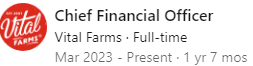 Vital
FARMS
Chief Financial Officer
Vital Farms · Full-time
Mar 2023 - Present · 1 yr 7 mos